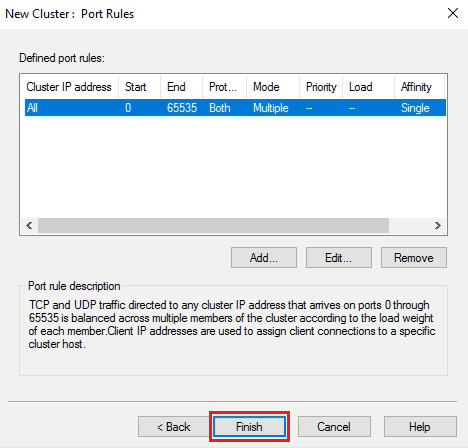 New Cluster : Port Rules
Defined port rules:
Cluster IP address Start End Prot... Mode Priority Load Affinity
All 0 65535 Both Multiple -- -- Single
Add... Edit... Remove
Port rule description
TCP and UDP traffic directed to any cluster IP address that arrives on ports 0 through
65535 is balanced across multiple members of the cluster according to the load weight
of each member.Client IP addresses are used to assign client connections to a specific
cluster host.
< Back Finish Cancel Help